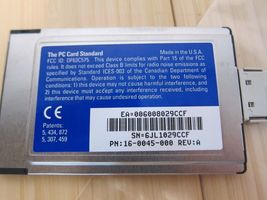 The PC Card Standard
Made in the U.S.A.
FCC ID: DF63C575 This device complies with Part 15 of the FCC
rules. It does not exceed Class B limits for radio noise emissions as
specified by Standard ICES-003 of the Canadian Department of
Communications. Operation is subject to the following two
conditions: 1) this device may not cause harmful interference, and
2) this device must accept any interference received, including
interference that may cause undesired operation.
CE
Patents,
5, 434, 872
5, 307, 459
EA=006008029CCF
SN=6JL1029CCF
PN:16-0045-000 REV:A